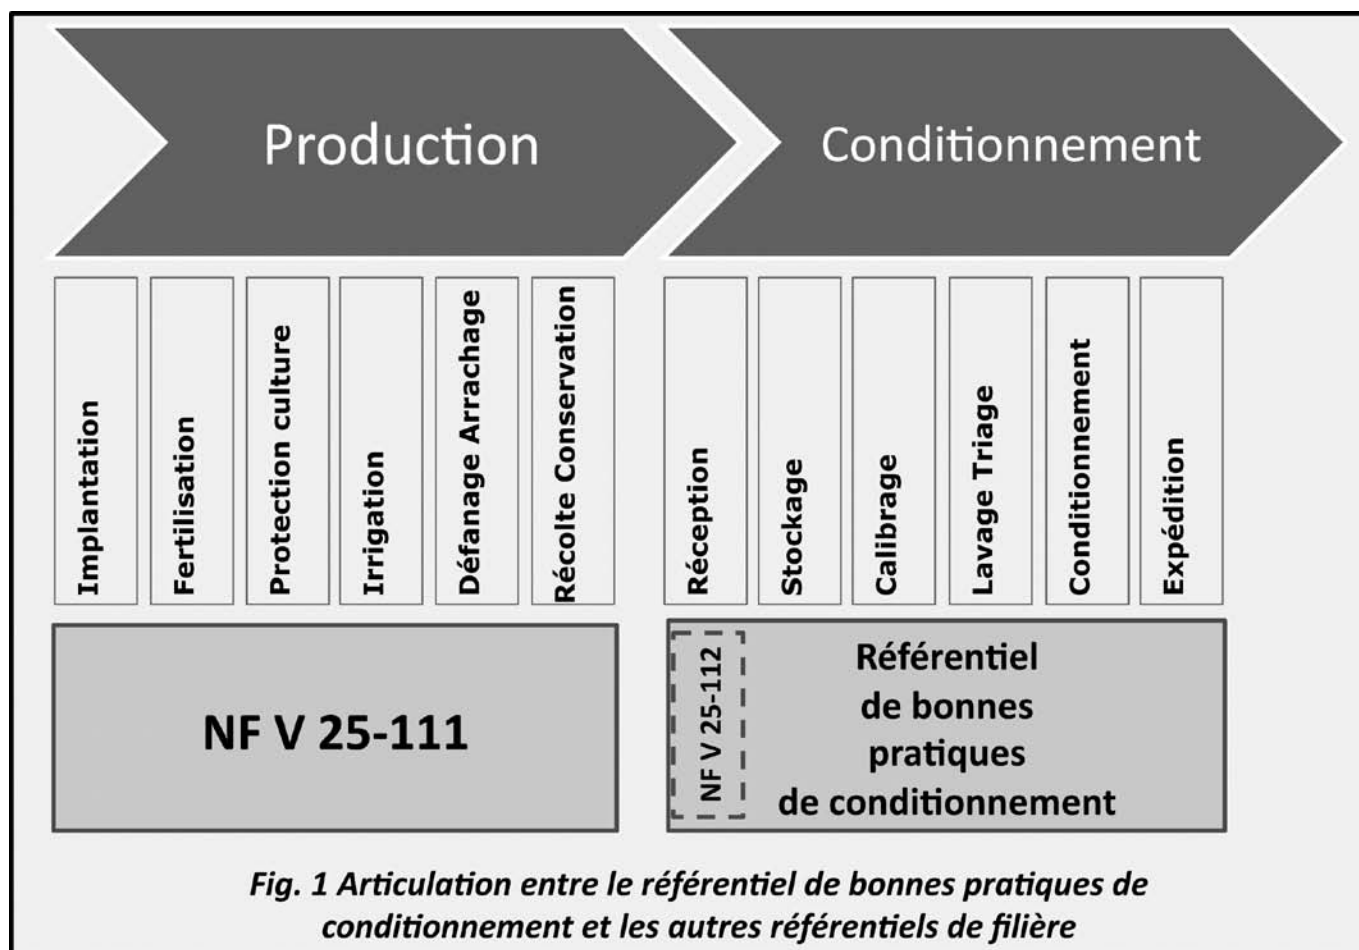 Production
Conditionnement
Implantation
Fertilisation
Protection culture
Irrigation
Défanage Arrachage
Récolte Conservation
Réception
Stockage
Calibrage
Lavage Triage
Conditionnement
Expédition
NF V 25-111
NF V 25-112
Référentiel
de bonnes
pratiques
de conditionnement
Fig. 1 Articulation entre le référentiel de bonnes pratiques de
conditionnement et les autres référentiels de filière